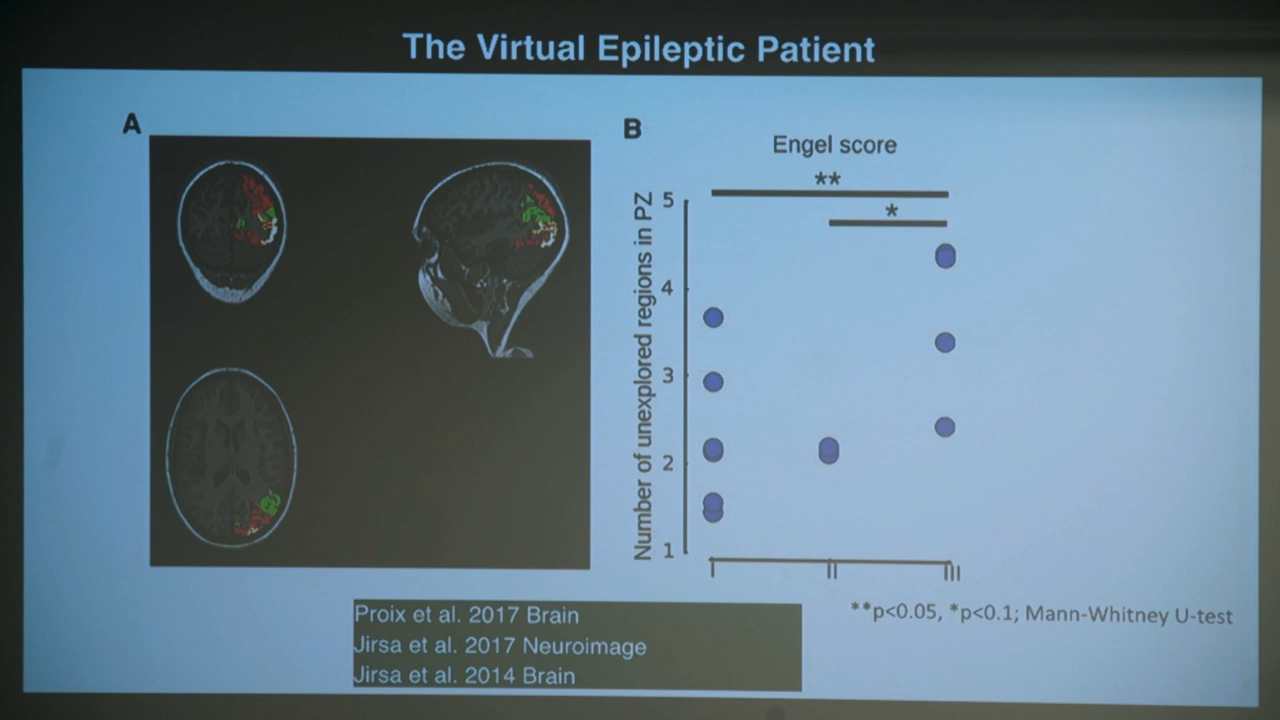 The Virtual Epileptic Patient
A
B
Engel score
**
*
Number of unexplored regions in PZ
5
4
3
2
1
I
II
III
**p<0.05, *p<0.1; Mann-Whitney U-test
Proix et al. 2017 Brain
Jirsa et al. 2017 Neuroimage
Jirsa et al. 2014 Brain